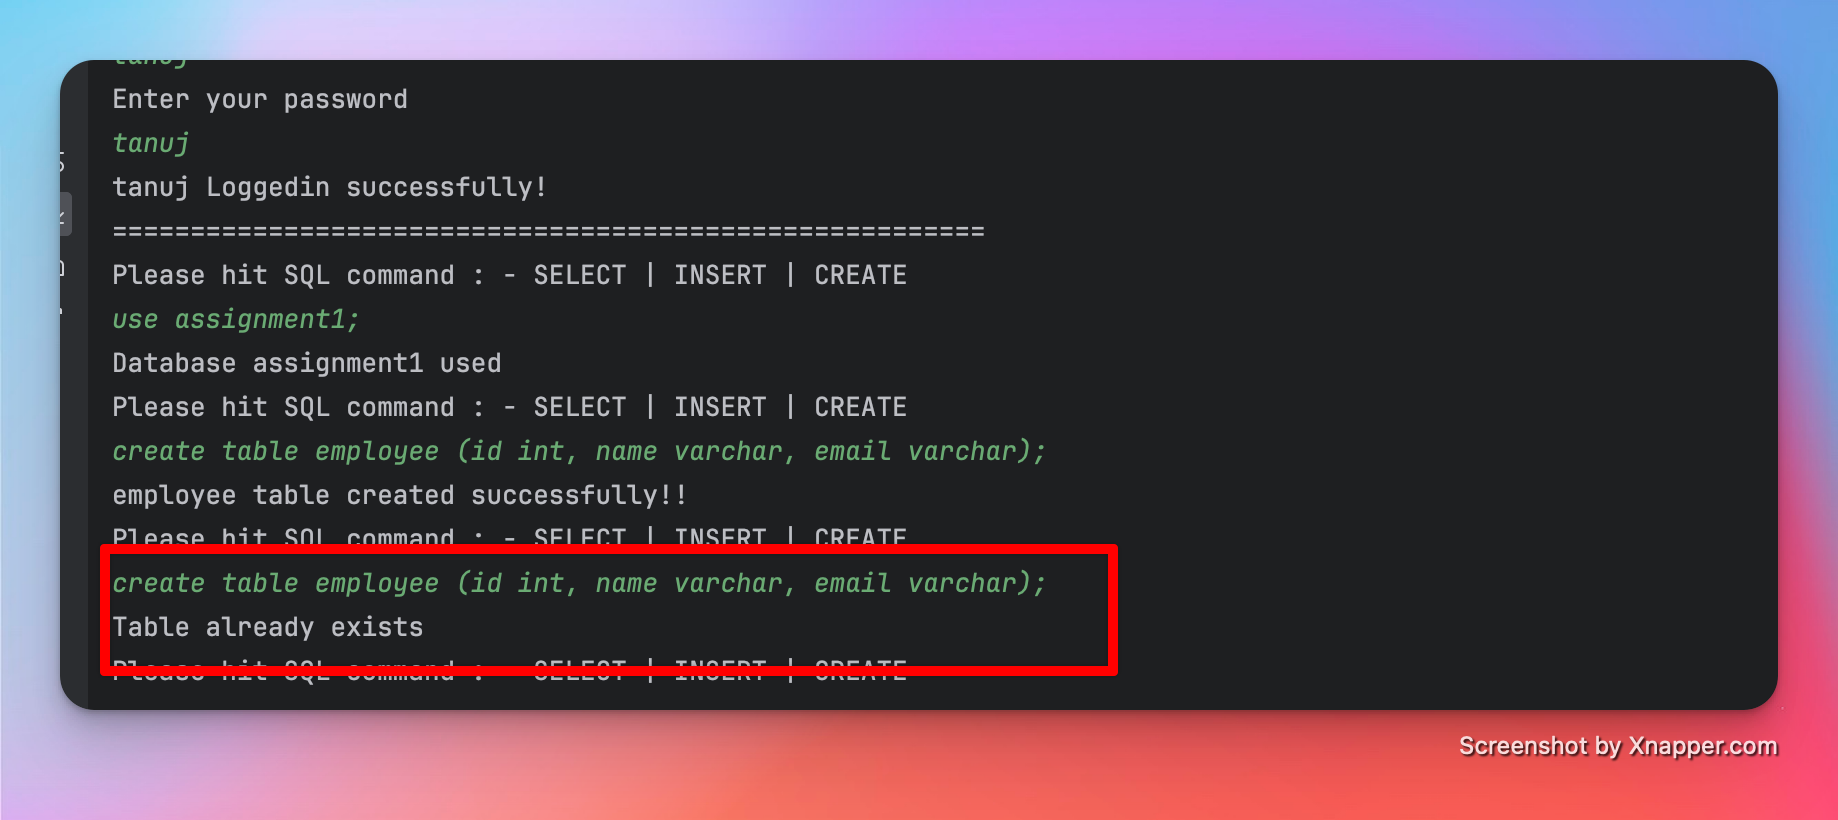 tanuj
Enter your password
tanuj
tanuj Loggedin successfully!
========================================================
Please hit SQL command : - SELECT | INSERT | CREATE
use assignment1;
Database assignment1 used
Please hit SQL command : - SELECT | INSERT | CREATE
create table employee (id int, name varchar, email varchar);
employee table created successfully!!
Please hit SQL command : - SELECT | INSERT | CREATE
create table employee (id int, name varchar, email varchar);
Table already exists
Please hit SQL command : - SELECT | INSERT | CREATE
Screenshot by Xnapper.com